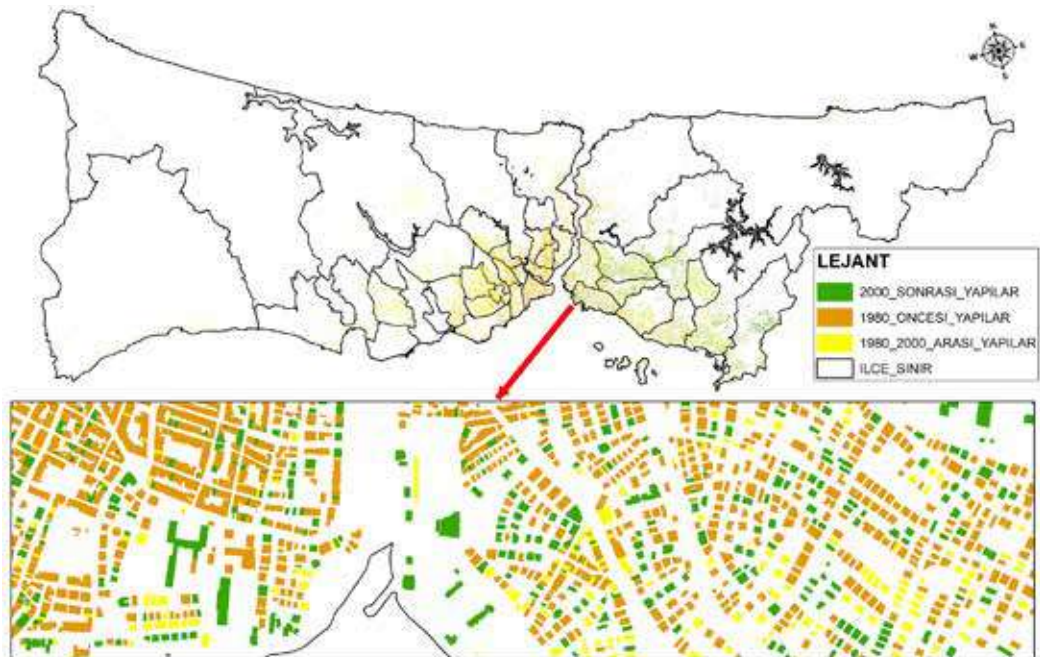 N
W
E
S
LEJANT
2000_SONRASI_YAPILAR
1980_ONCESI_YAPILAR
1980_2000_ARASI_YAPILAR
ILCE_SINIR